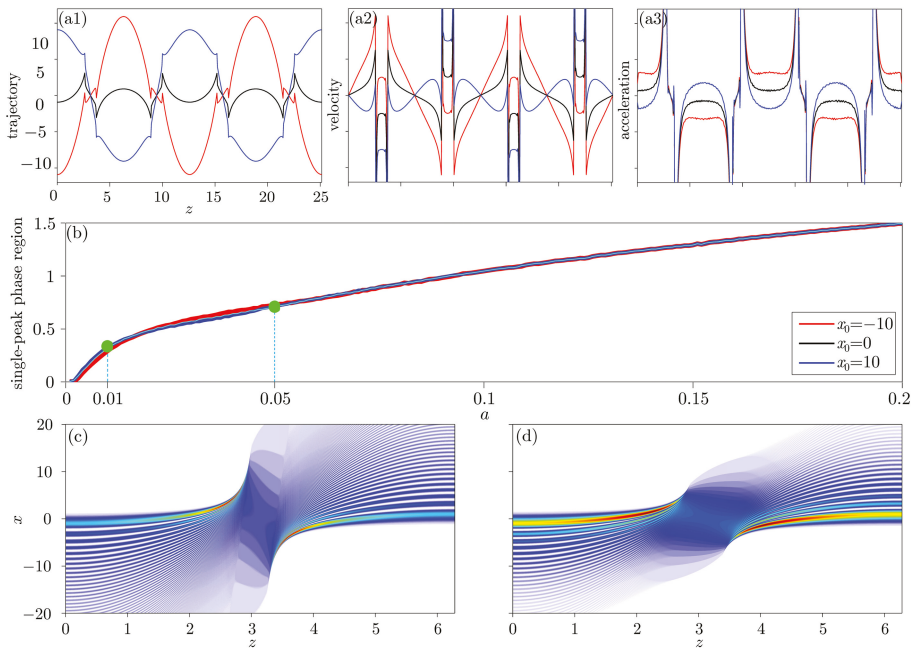 (a1)
(a2)
(a3)
trajectory
velocity
acceleration
10
5
0
−5
−10
0
5
10
15
20
25
z
(b)
single-peak phase region
1.5
1
0.5
0
0
0.01
0.05
0.1
0.15
0.2
a
x₀=−10
x₀=0
x₀=10
(c)
(d)
x
20
10
0
−10
−20
0
1
2
3
4
5
6
z
0
1
2
3
4
5
6
z